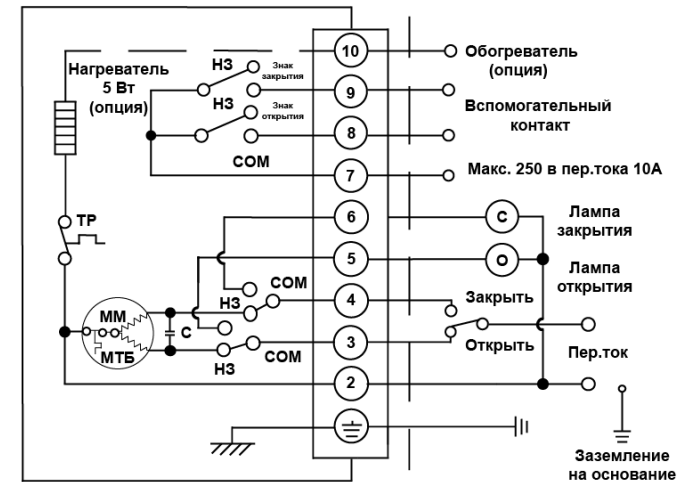 10
Обогреватель
(опция)
Нагреватель
5 Вт
(опция)
НЗ
Знак
закрытия
9
Вспомогательный
контакт
НЗ
Знак
открытия
8
COM
7
Макс. 250 в пер.тока 10А
6
C
Лампа
закрытия
ТР
5
O
Лампа
открытия
COM
4
Закрыть
НЗ
ММ
C
МТБ
3
Открыть
COM
НЗ
Пер.ток
2
Заземление
на основание